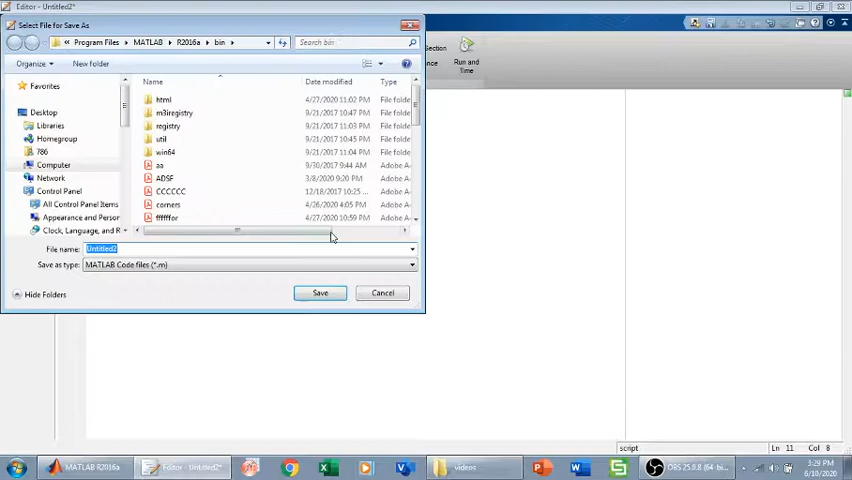 Editor - Untitled2*
Select File for Save As
« Program Files MATLAB R2016a bin
Search bin
Section
Run and
Time
Organize
New folder
Name
Date modified
Type
Favorites
Desktop
Libraries
Homegroup
786
Computer
Network
Control Panel
All Control Panel Items
Appearance and Person
Clock, Language, and R
html 4/27/2020 11:02 PM File folde
m3iregistry 9/21/2017 10:47 PM File folde
registry 9/21/2017 11:03 PM File folde
util 9/21/2017 10:45 PM File folde
win64 9/21/2017 11:04 PM File folde
aa 9/30/2017 9:44 AM Adobe A
ADSF 3/8/2020 9:20 PM Adobe A
CCCCCC 12/18/2017 10:25 ... Adobe A
corners 4/26/2020 4:05 PM Adobe A
ffffffor 4/27/2020 10:59 PM Adobe A
File name: Untitled2
Save as type: MATLAB Code files (*.m)
Hide Folders
Save
Cancel
script
Ln 11 Col 8
MATLAB R2016a
Editor - Untitled2*
videos
OBS 25.0.8 (64-bi...
3:29 PM
6/10/2020